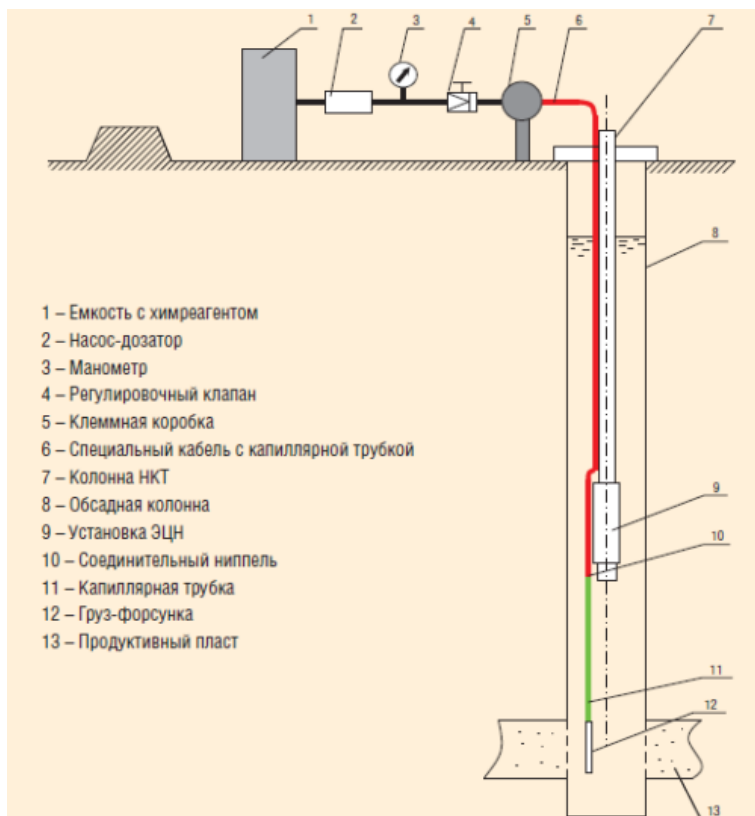 1 2 3 4 5 6 7
8
1 – Емкость с химреагентом
2 – Насос-дозатор
3 – Манометр
4 – Регулировочный клапан
5 – Клеммная коробка
6 – Специальный кабель с капиллярной трубкой
7 – Колонна НКТ
8 – Обсадная колонна
9 – Установка ЭЦН
10 – Соединительный ниппель
11 – Капиллярная трубка
12 – Груз-форсунка
13 – Продуктивный пласт
9
10
11
12
13